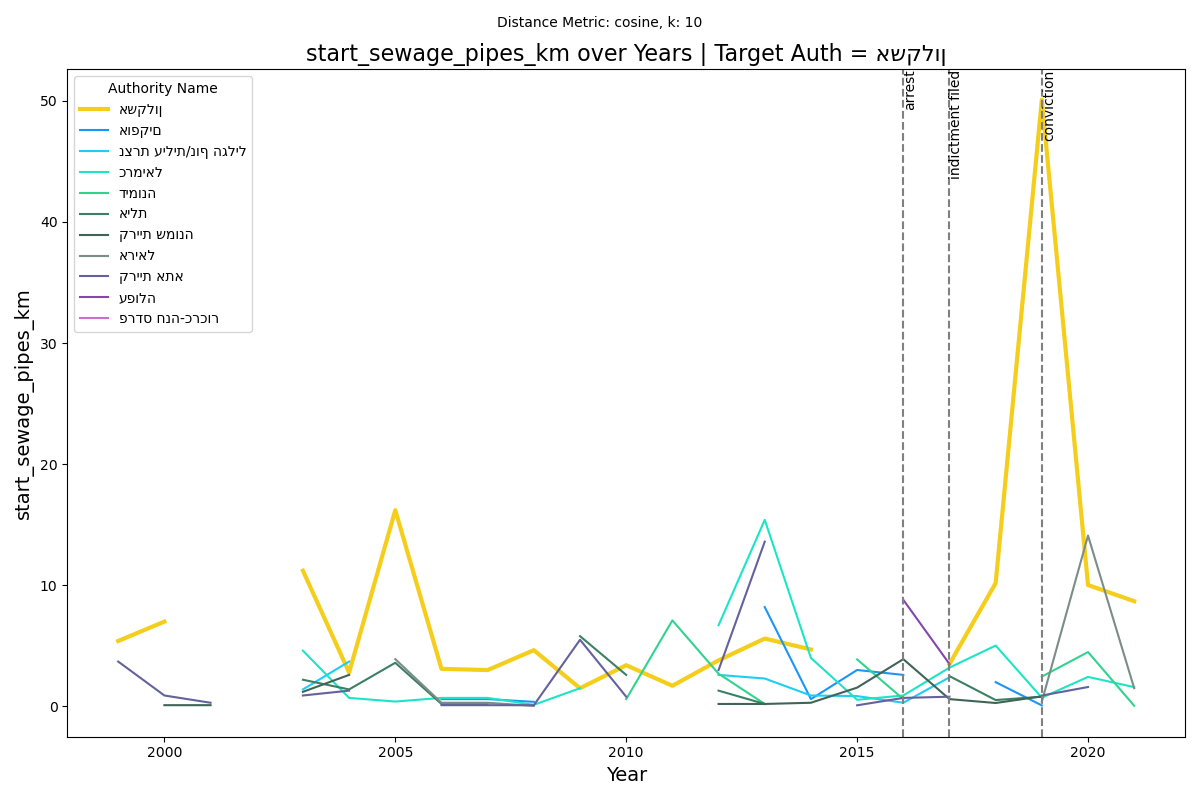 Distance Metric: cosine, k: 10
start_sewage_pipes_km over Years | Target Auth = אשקלון
Authority Name
אשקלון
אופקים
נצרת עילית/נוף הגליל
כרמיאל
דימונה
אילת
קריית שמונה
אריאל
קריית אתא
עפולה
פרדס חנה-כרכור
arrest
indictment filed
conviction
start_sewage_pipes_km
50
40
30
20
10
0
2000
2005
2010
2015
2020
Year